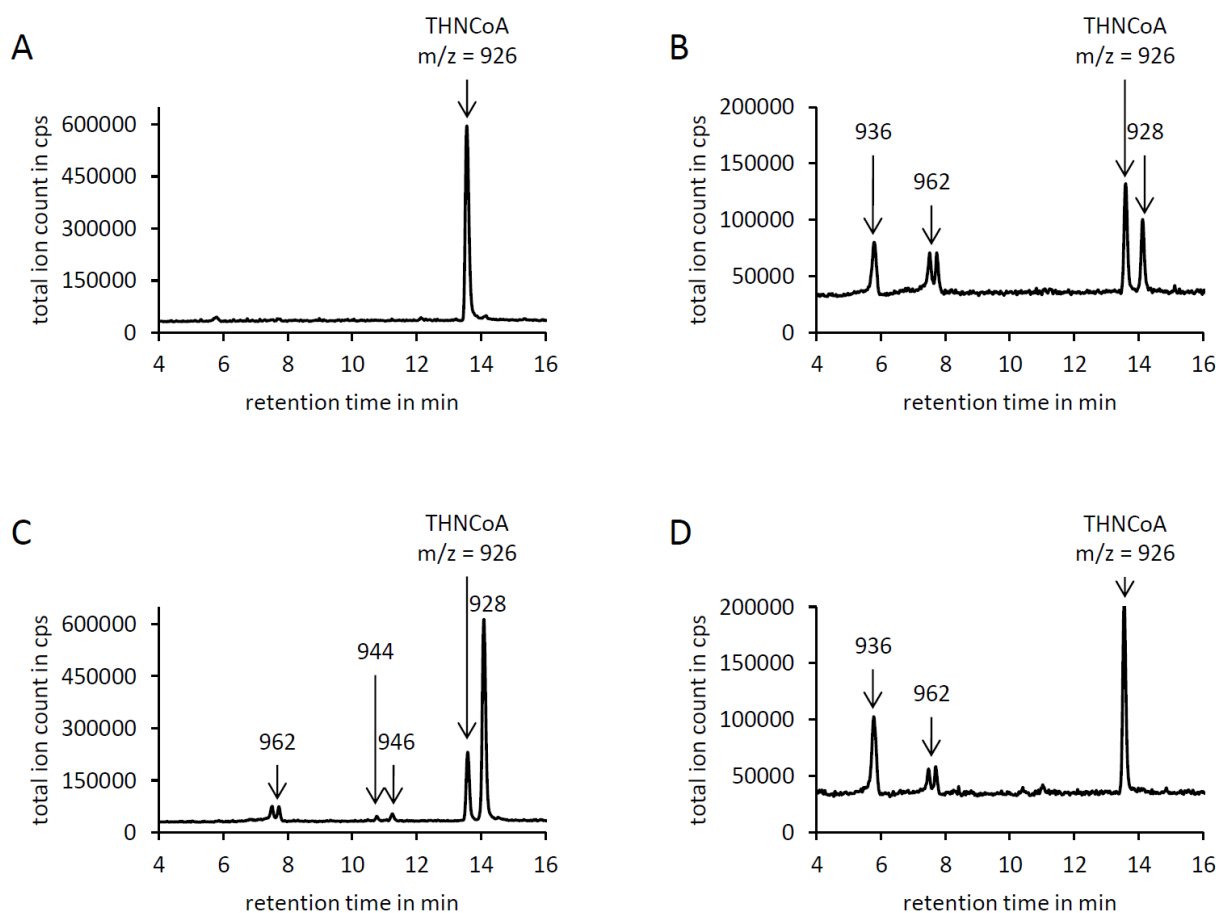 A
THNCoA
m/z = 926
total ion count in cps
600000
450000
300000
150000
0
4 6 8 10 12 14 16
retention time in min
B
THNCoA
m/z = 926
936
962
928
total ion count in cps
200000
150000
100000
50000
0
4 6 8 10 12 14 16
retention time in min
C
THNCoA
m/z = 926
928
944
962
946
total ion count in cps
600000
450000
300000
150000
0
4 6 8 10 12 14 16
retention time in min
D
THNCoA
m/z = 926
936
962
total ion count in cps
200000
150000
100000
50000
0
4 6 8 10 12 14 16
retention time in min